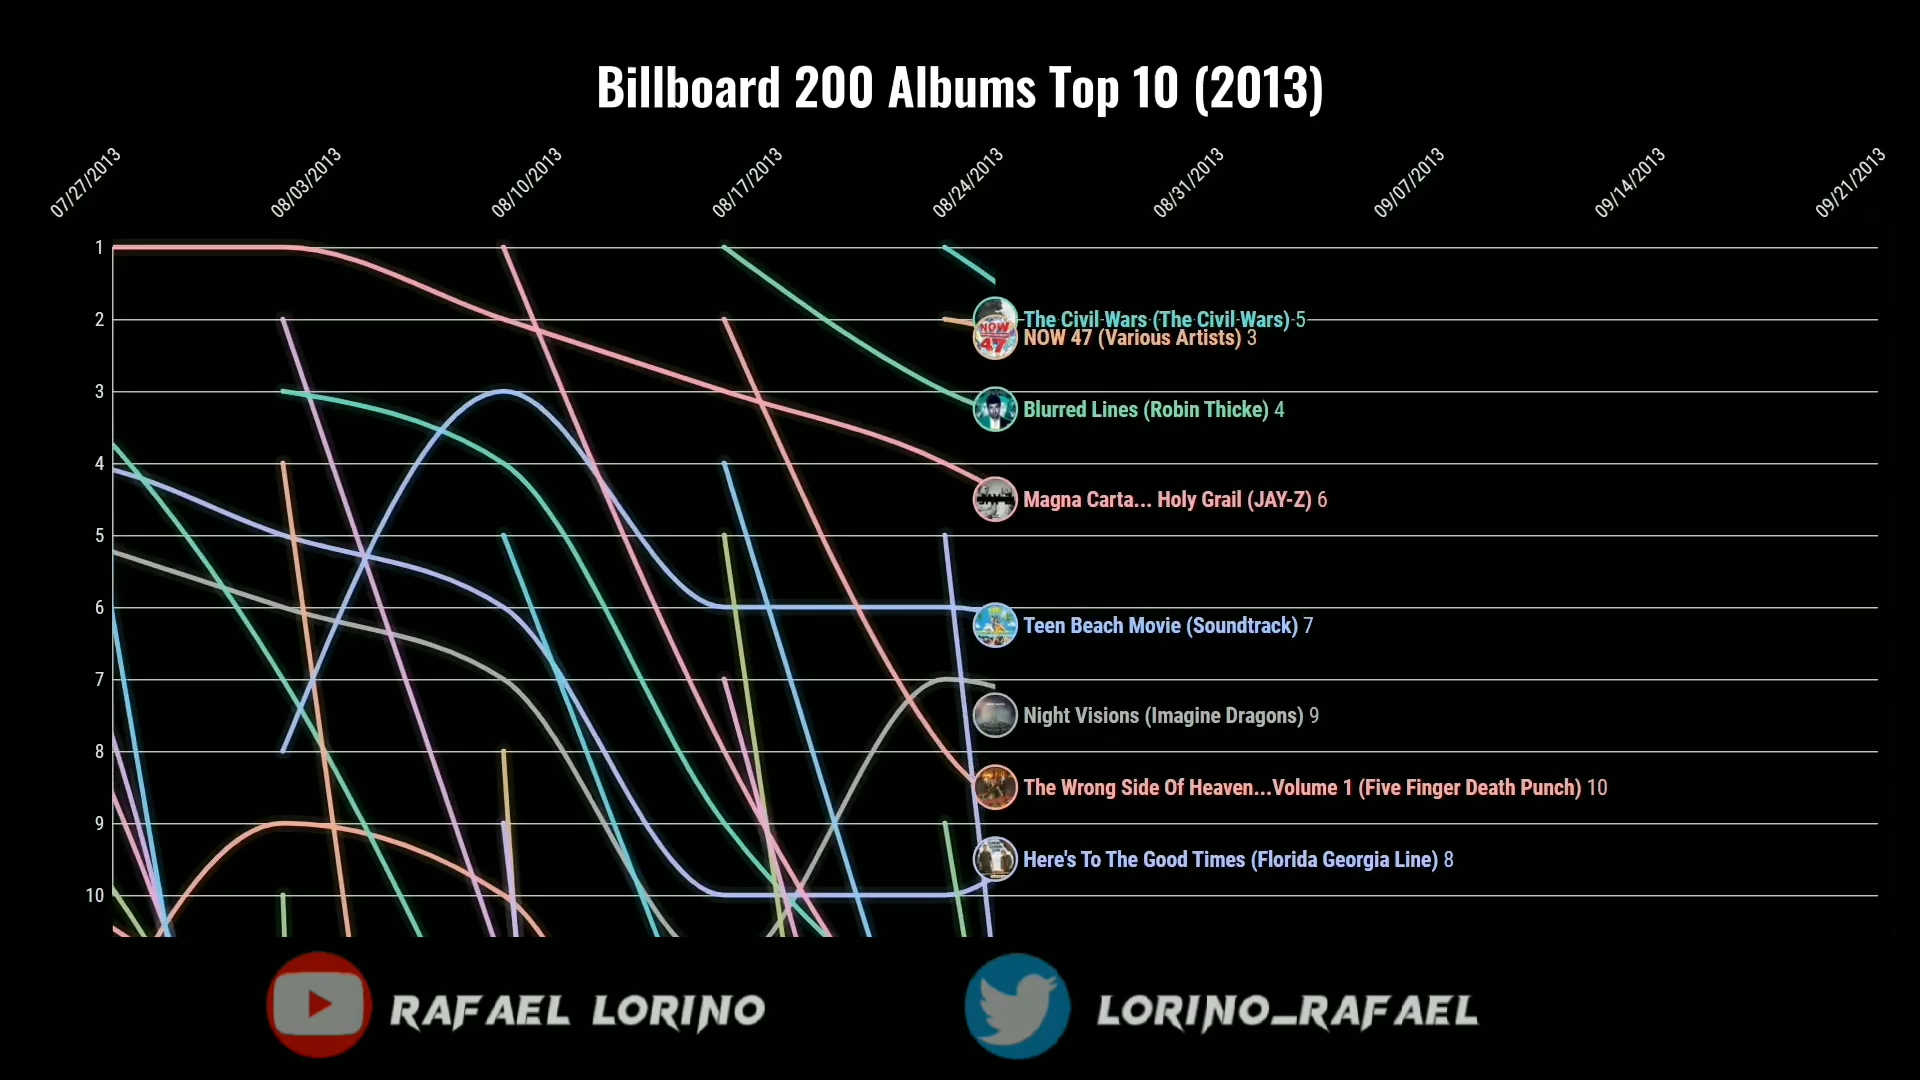 Billboard 200 Albums Top 10 (2013)
07/27/2013
08/03/2013
08/10/2013
08/17/2013
08/24/2013
08/31/2013
09/07/2013
09/14/2013
09/21/2013
1
2
3
4
5
6
7
8
9
10
The Civil Wars (The Civil Wars) 5
NOW 47 (Various Artists) 3
Blurred Lines (Robin Thicke) 4
Magna Carta... Holy Grail (JAY-Z) 6
Teen Beach Movie (Soundtrack) 7
Night Visions (Imagine Dragons) 9
The Wrong Side Of Heaven...Volume 1 (Five Finger Death Punch) 10
Here's To The Good Times (Florida Georgia Line) 8
NOW
47
RAFAEL LORINO
LORINO_RAFAEL